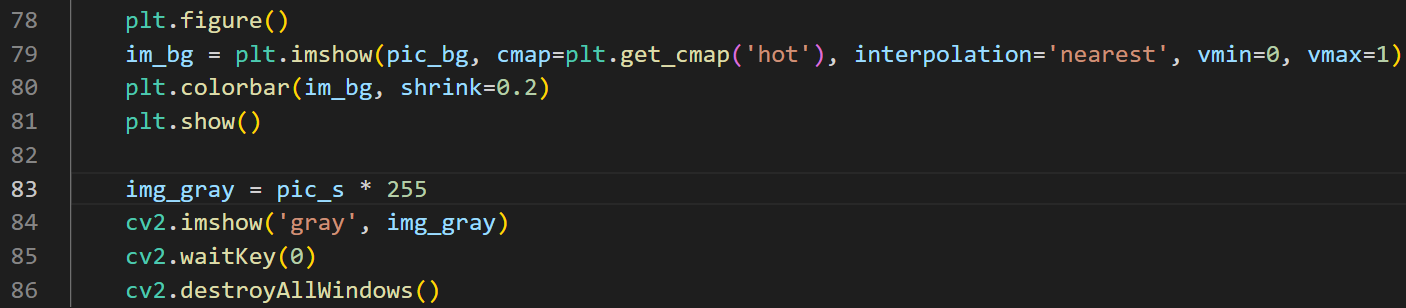 78 plt.figure()
79 im_bg = plt.imshow(pic_bg, cmap=plt.get_cmap('hot'), interpolation='nearest', vmin=0, vmax=1)
80 plt.colorbar(im_bg, shrink=0.2)
81 plt.show()
82
83 img_gray = pic_s * 255
84 cv2.imshow('gray', img_gray)
85 cv2.waitKey(0)
86 cv2.destroyAllWindows()